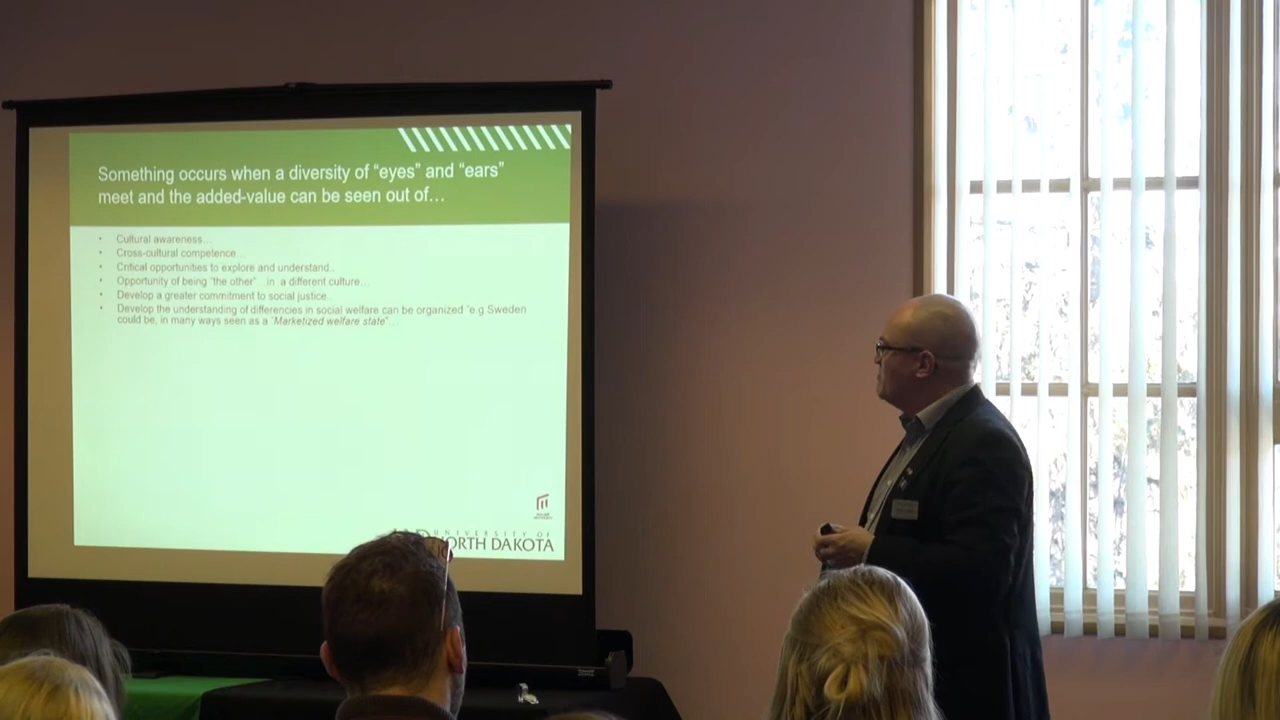 Something occurs when a diversity of “eyes” and “ears”
meet and the added-value can be seen out of…
• Cultural awareness…
• Cross-cultural competence…
• Critical opportunities to explore and understand..
• Opportunity of being “the other”…in a different culture…
• Develop a greater commitment to social justice..
• Develop the understanding of differencies in social welfare can be organized “e.g Sweden
could be, in many ways seen as a “Marketized welfare state”…
UNIVERSITY OF
NORTH DAKOTA